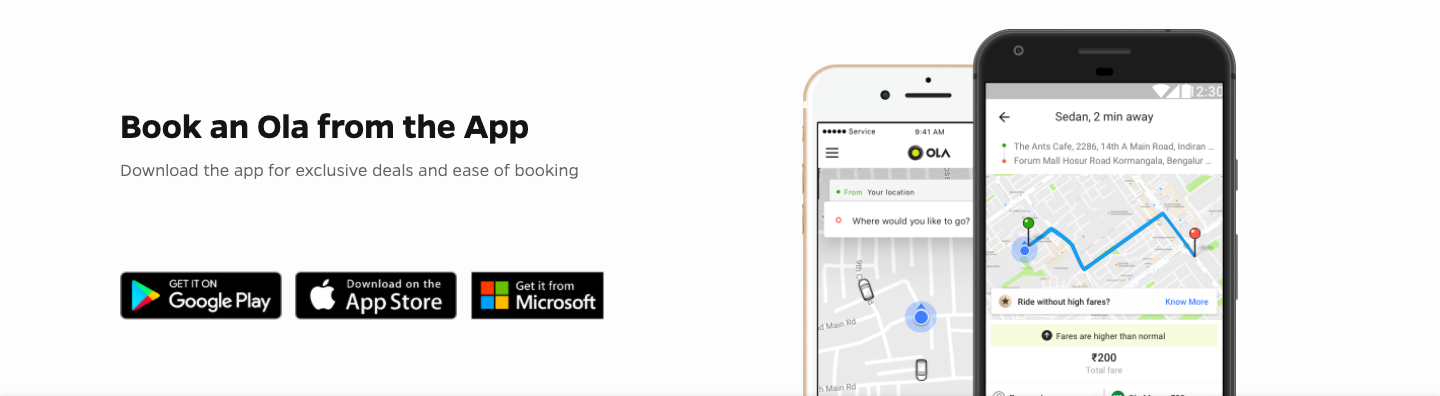 Book an Ola from the App
Download the app for exclusive deals and ease of booking
GET IT ON
Google Play
Download on the
App Store
Get it from
Microsoft
Service
9:41 AM
OLA
From Your location
Where would you like to go?
9th
d Main Rd
h Main Rd
12:30
Sedan, 2 min away
The Ants Cafe, 2286, 14th A Main Road, Indiran ...
Forum Mall Hosur Road Kormangala, Bengalur ...
Ride without high fares?
Know More
Fares are higher than normal
₹200
Total fare